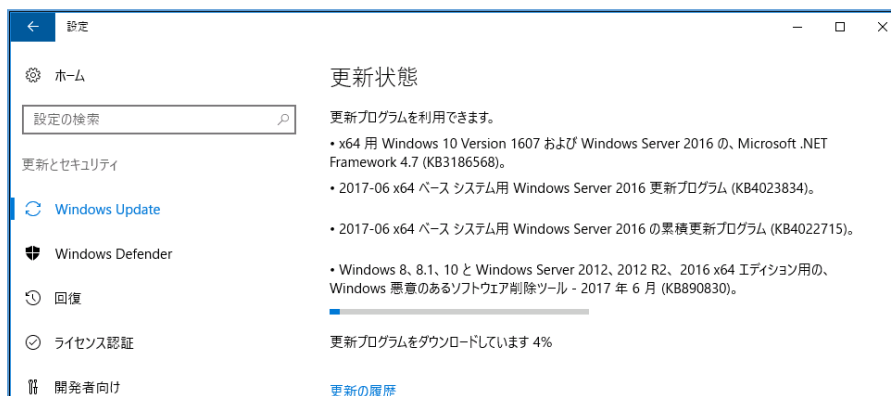 設定
ホーム
設定の検索
更新とセキュリティ
Windows Update
Windows Defender
回復
ライセンス認証
開発者向け
更新状態
更新プログラムを利用できます。
• x64 用 Windows 10 Version 1607 および Windows Server 2016 の、Microsoft .NET
Framework 4.7 (KB3186568)。
• 2017-06 x64 ベース システム用 Windows Server 2016 更新プログラム (KB4023834)。
• 2017-06 x64 ベース システム用 Windows Server 2016 の累積更新プログラム (KB4022715)。
• Windows 8、8.1、10 と Windows Server 2012、2012 R2、 2016 x64 エディション用の、
Windows 悪意のあるソフトウェア削除ツール - 2017 年 6 月 (KB890830)。
更新プログラムをダウンロードしています 4%
更新の履歴